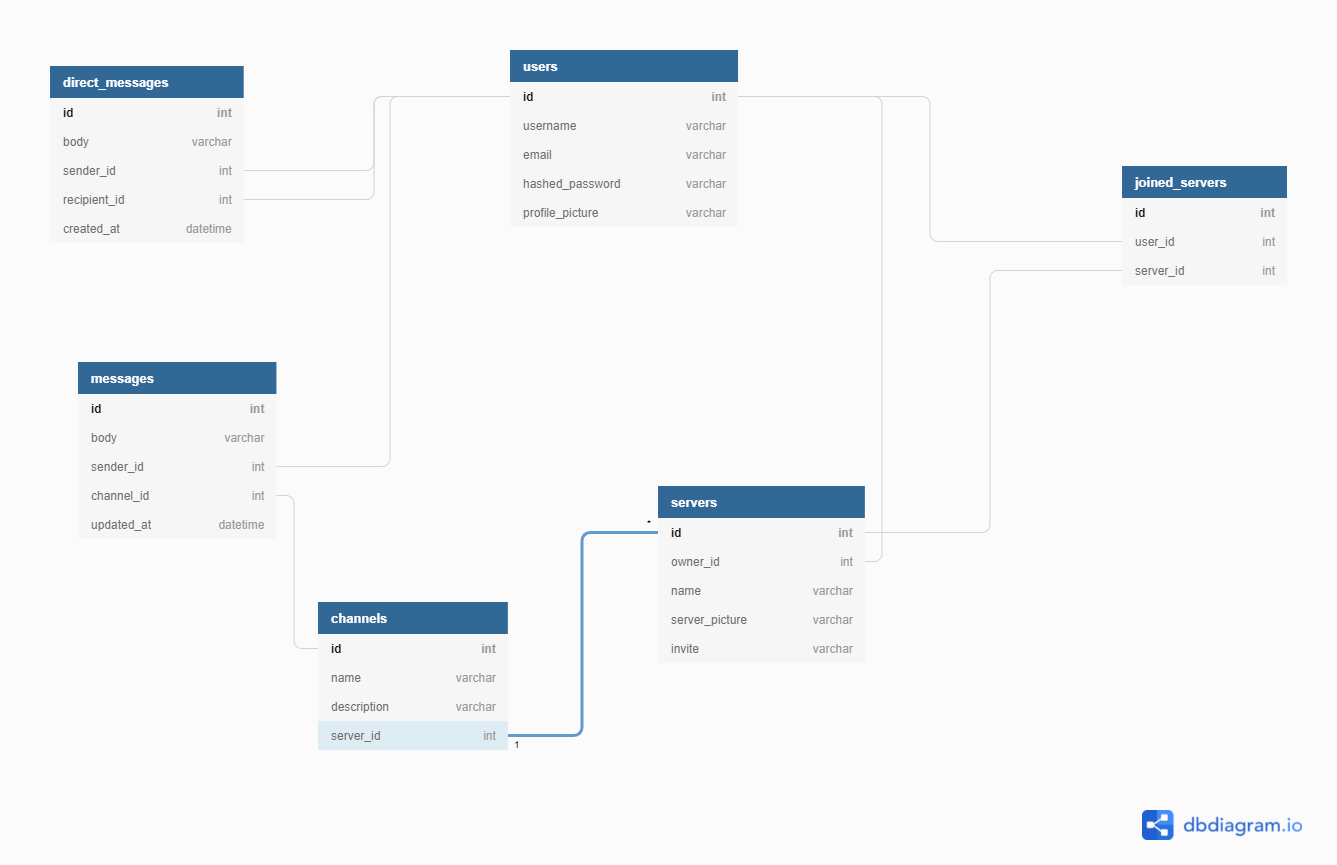 direct_messages
id int
body varchar
sender_id int
recipient_id int
created_at datetime
users
id int
username varchar
email varchar
hashed_password varchar
profile_picture varchar
joined_servers
id int
user_id int
server_id int
messages
id int
body varchar
sender_id int
channel_id int
updated_at datetime
servers
*
id int
owner_id int
name varchar
server_picture varchar
invite varchar
channels
id int
name varchar
description varchar
server_id int
1
dbdiagram.io